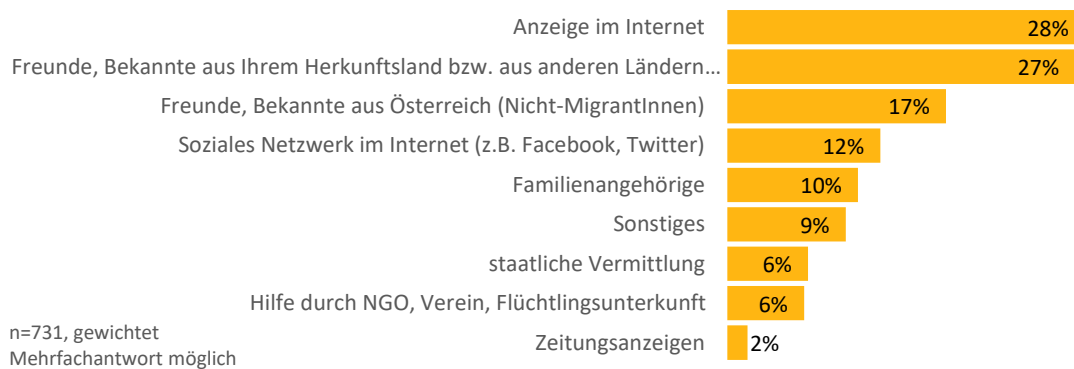 Anzeige im Internet 28%
Freunde, Bekannte aus Ihrem Herkunftsland bzw. aus anderen Ländern… 27%
Freunde, Bekannte aus Österreich (Nicht-MigrantInnen) 17%
Soziales Netzwerk im Internet (z.B. Facebook, Twitter) 12%
Familienangehörige 10%
Sonstiges 9%
staatliche Vermittlung 6%
Hilfe durch NGO, Verein, Flüchtlingsunterkunft 6%
Zeitungsanzeigen 2%
n=731, gewichtet
Mehrfachantwort möglich